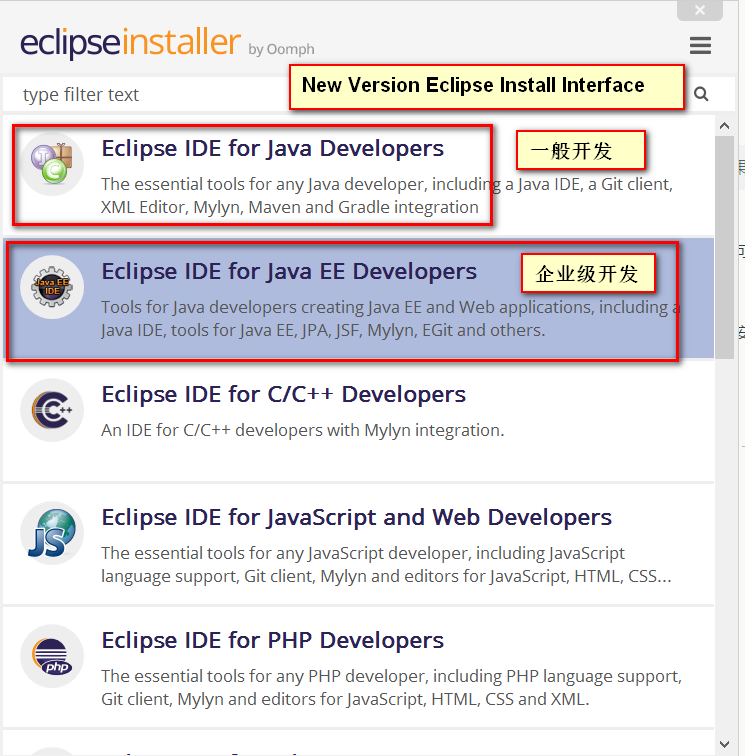 eclipseinstaller by Oomph
type filter text
New Version Eclipse Install Interface
Eclipse IDE for Java Developers
一般开发
The essential tools for any Java developer, including a Java IDE, a Git client,
XML Editor, Mylyn, Maven and Gradle integration
Java EE
IDE
Eclipse IDE for Java EE Developers
企业级开发
Tools for Java developers creating Java EE and Web applications, including a
Java IDE, tools for Java EE, JPA, JSF, Mylyn, EGit and others.
C++
Eclipse IDE for C/C++ Developers
An IDE for C/C++ developers with Mylyn integration.
JS
Eclipse IDE for JavaScript and Web Developers
The essential tools for any JavaScript developer, including JavaScript
language support, Git client, Mylyn and editors for JavaScript, HTML, CSS...
php
Eclipse IDE for PHP Developers
The essential tools for any PHP developer, including PHP language support,
Git client, Mylyn and editors for JavaScript, HTML, CSS and XML.